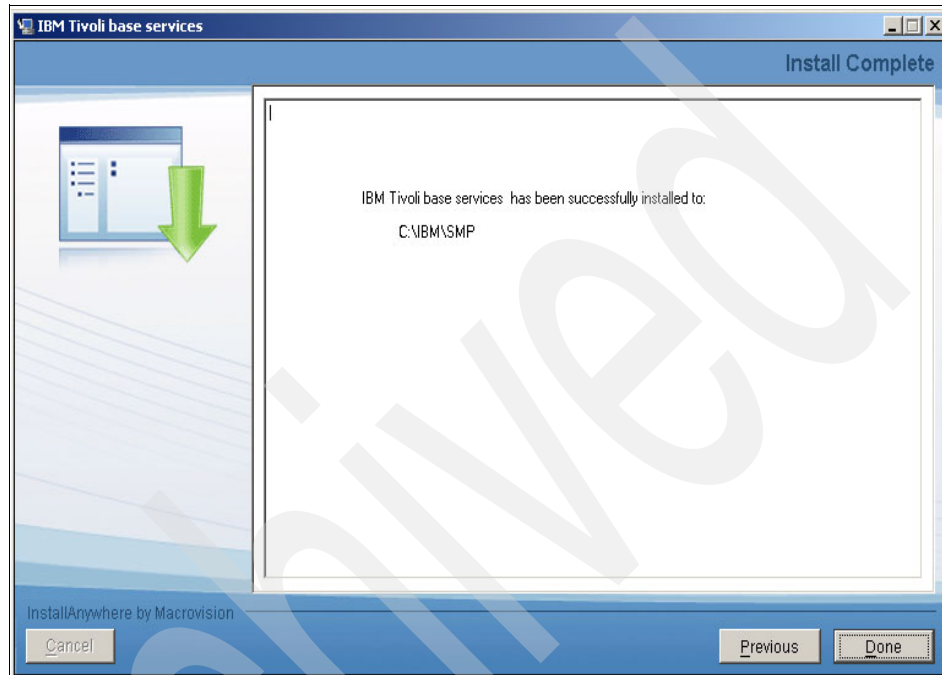 IBM Tivoli base services
Install Complete
IBM Tivoli base services has been successfully installed to:
C:\IBM\SMP
InstallAnywhere by Macrovision
Cancel
Previous
Done